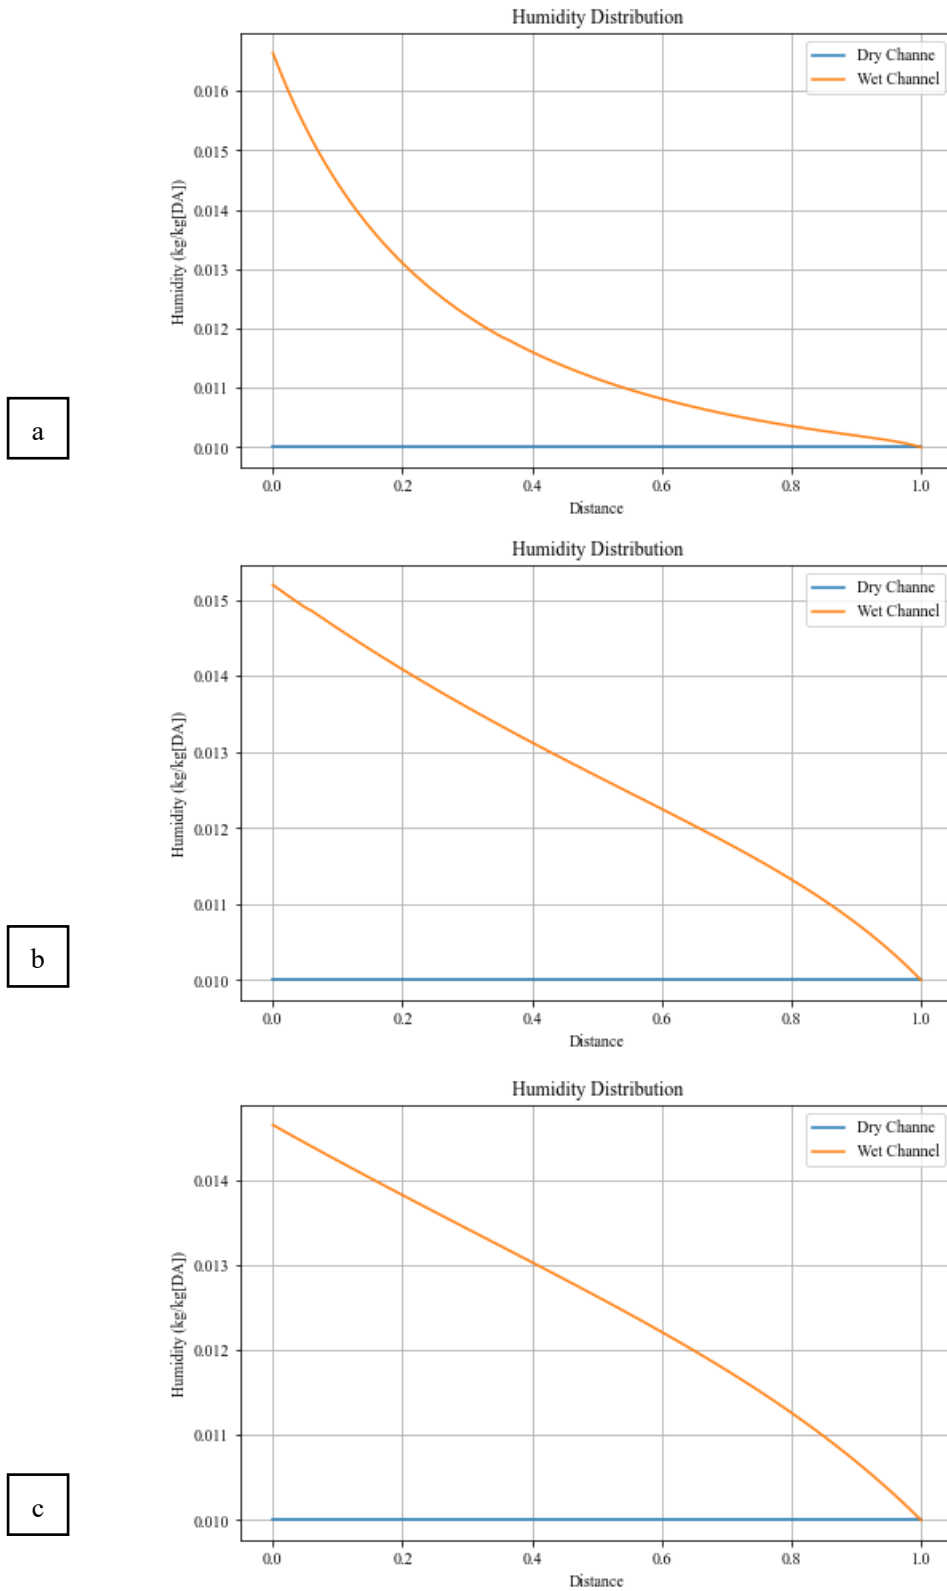 Humidity Distribution
Dry Channe
Wet Channel
0.016
0.015
0.014
0.013
0.012
0.011
0.010
Humidity (kg/kg[DA])
0.0 0.2 0.4 0.6 0.8 1.0
Distance
a
Humidity Distribution
Dry Channe
Wet Channel
0.015
0.014
0.013
0.012
0.011
0.010
Humidity (kg/kg[DA])
0.0 0.2 0.4 0.6 0.8 1.0
Distance
b
Humidity Distribution
Dry Channe
Wet Channel
0.014
0.013
0.012
0.011
0.010
Humidity (kg/kg[DA])
0.0 0.2 0.4 0.6 0.8 1.0
Distance
c